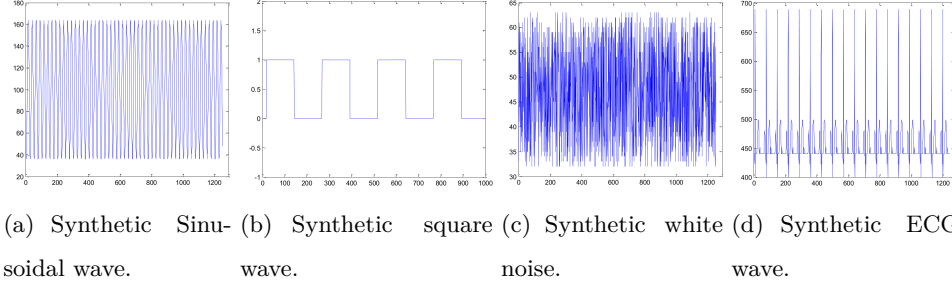 180
160
140
120
100
80
60
40
20
0 200 400 600 800 1000 1200
2
1.5
1
0.5
0
-0.5
-1
0 100 200 300 400 500 600 700 800 900 1000
65
60
55
50
45
40
35
30
0 200 400 600 800 1000 1200
700
650
600
550
500
450
400
0 200 400 600 800 1000 1200
(a) Synthetic Sinu-
soidal wave.
(b) Synthetic square
wave.
(c) Synthetic white
noise.
(d) Synthetic ECG
wave.